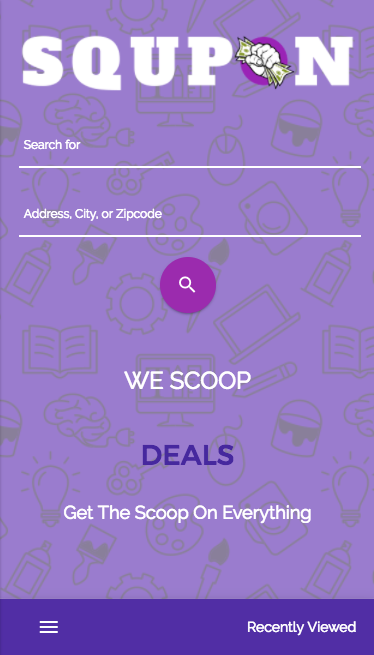 SQUPON
Search for
Address, City, or Zipcode
WE SCOOP
DEALS
Get The Scoop On Everything
Recently Viewed